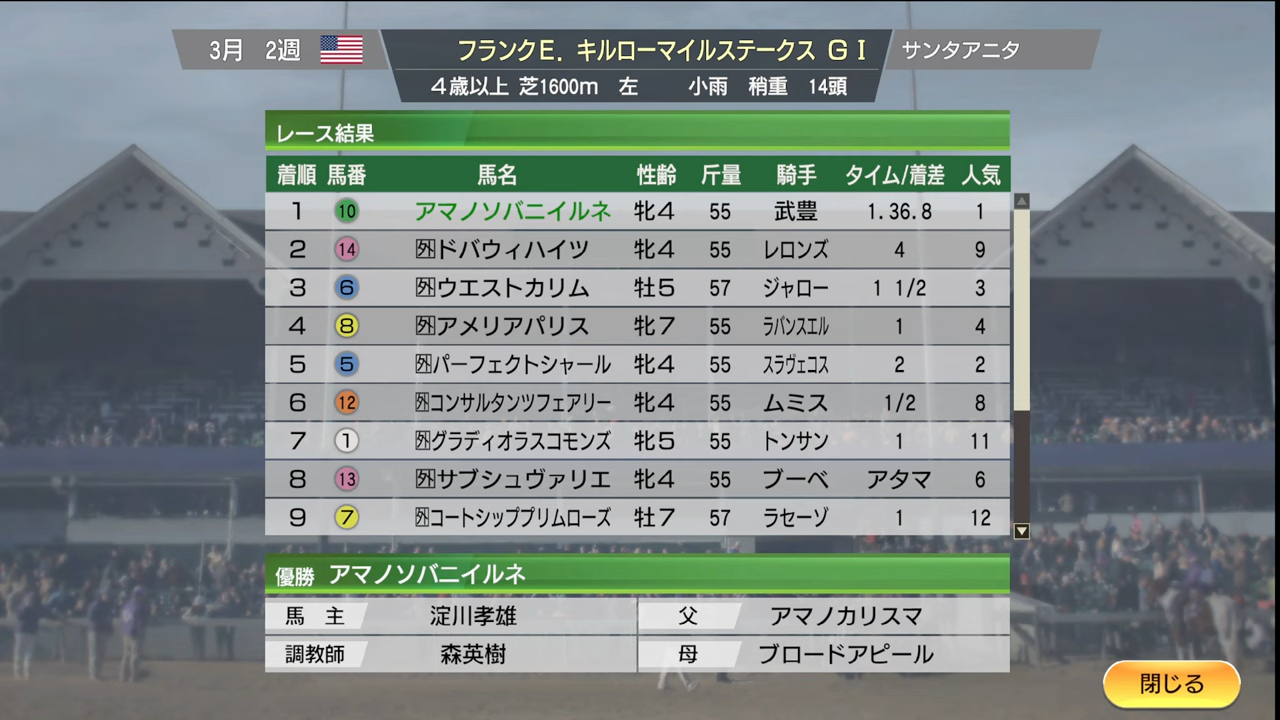 3月 2週 フランクE．キルローマイルステークス GⅠ サンタアニタ
4歳以上 芝1600m 左 小雨 稍重 14頭
レース結果
着順 馬番 馬名 性齢 斤量 騎手 タイム/着差 人気
1 10 アマノソバニイルネ 牝4 55 武豊 1.36.8 1
2 14 外ドバウィハイツ 牝4 55 レロンズ 4 9
3 6 外ウエストカリム 牡5 57 ジャロー 1 1/2 3
4 8 外アメリアパリス 牝7 55 ラバンスエル 1 4
5 5 外パーフェクトシャール 牝4 55 スラヴェコス 2 2
6 12 外コンサルタンツフェアリー 牝4 55 ムミス 1/2 8
7 1 外グラディオラスコモンズ 牝5 55 トンサン 1 11
8 13 外サブシュヴァリエ 牝4 55 ブーベ アタマ 6
9 7 外コートシッププリムローズ 牡7 57 ラセーゾ 1 12
優勝 アマノソバニイルネ
馬主 淀川孝雄 父 アマノカリスマ
調教師 森英樹 母 ブロードアピール
閉じる